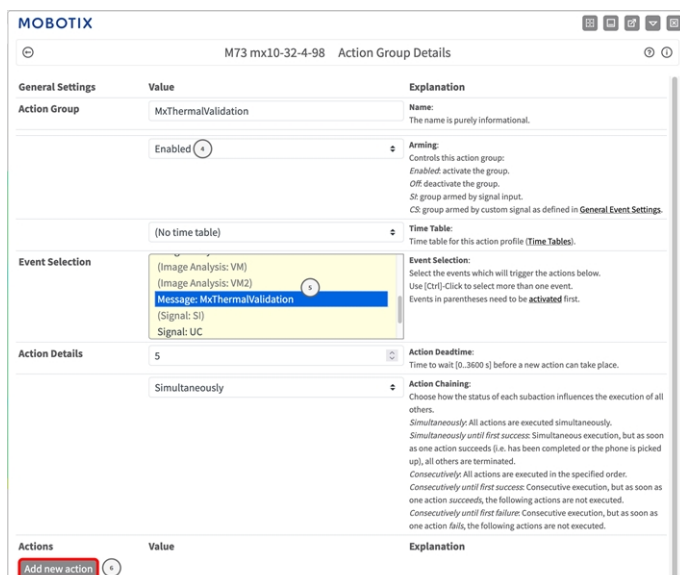 MOBOTIX
M73 mx10-32-4-98 Action Group Details
General Settings Value Explanation
Action Group MxThermalValidation Name:
The name is purely informational.
Enabled 4 Arming:
Controls this action group:
Enabled: activate the group.
Off: deactivate the group.
SI: group armed by signal input.
CS: group armed by custom signal as defined in General Event Settings.
(No time table) Time Table:
Time table for this action profile (Time Tables).
Event Selection Event Selection:
(Image Analysis: VM) Select the events which will trigger the actions below.
(Image Analysis: VM2) 5 Use [Ctrl]-Click to select more than one event.
Message: MxThermalValidation Events in parentheses need to be activated first.
(Signal: SI)
Signal: UC
Action Details 5 Action Deadtime:
Time to wait [0..3600 s] before a new action can take place.
Simultaneously Action Chaining:
Choose how the status of each subaction influences the execution of all
others.
Simultaneously: All actions are executed simultaneously.
Simultaneously until first success: Simultaneous execution, but as soon
as one action succeeds (i.e. has been completed or the phone is picked
up), all others are terminated.
Consecutively: All actions are executed in the specified order.
Consecutively until first success: Consecutive execution, but as soon as
one action succeeds, the following actions are not executed.
Consecutively until first failure: Consecutive execution, but as soon as
one action fails, the following actions are not executed.
Actions Value Explanation
Add new action 6